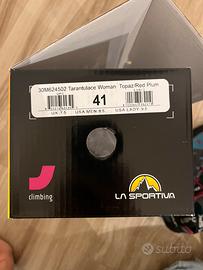 30M624502 Tarantulace Woman Topaz/Red Plum
41
UK 7.5 USA MEN 8.5 USA LADY 9.5
climbing
LA SPORTIVA
subito